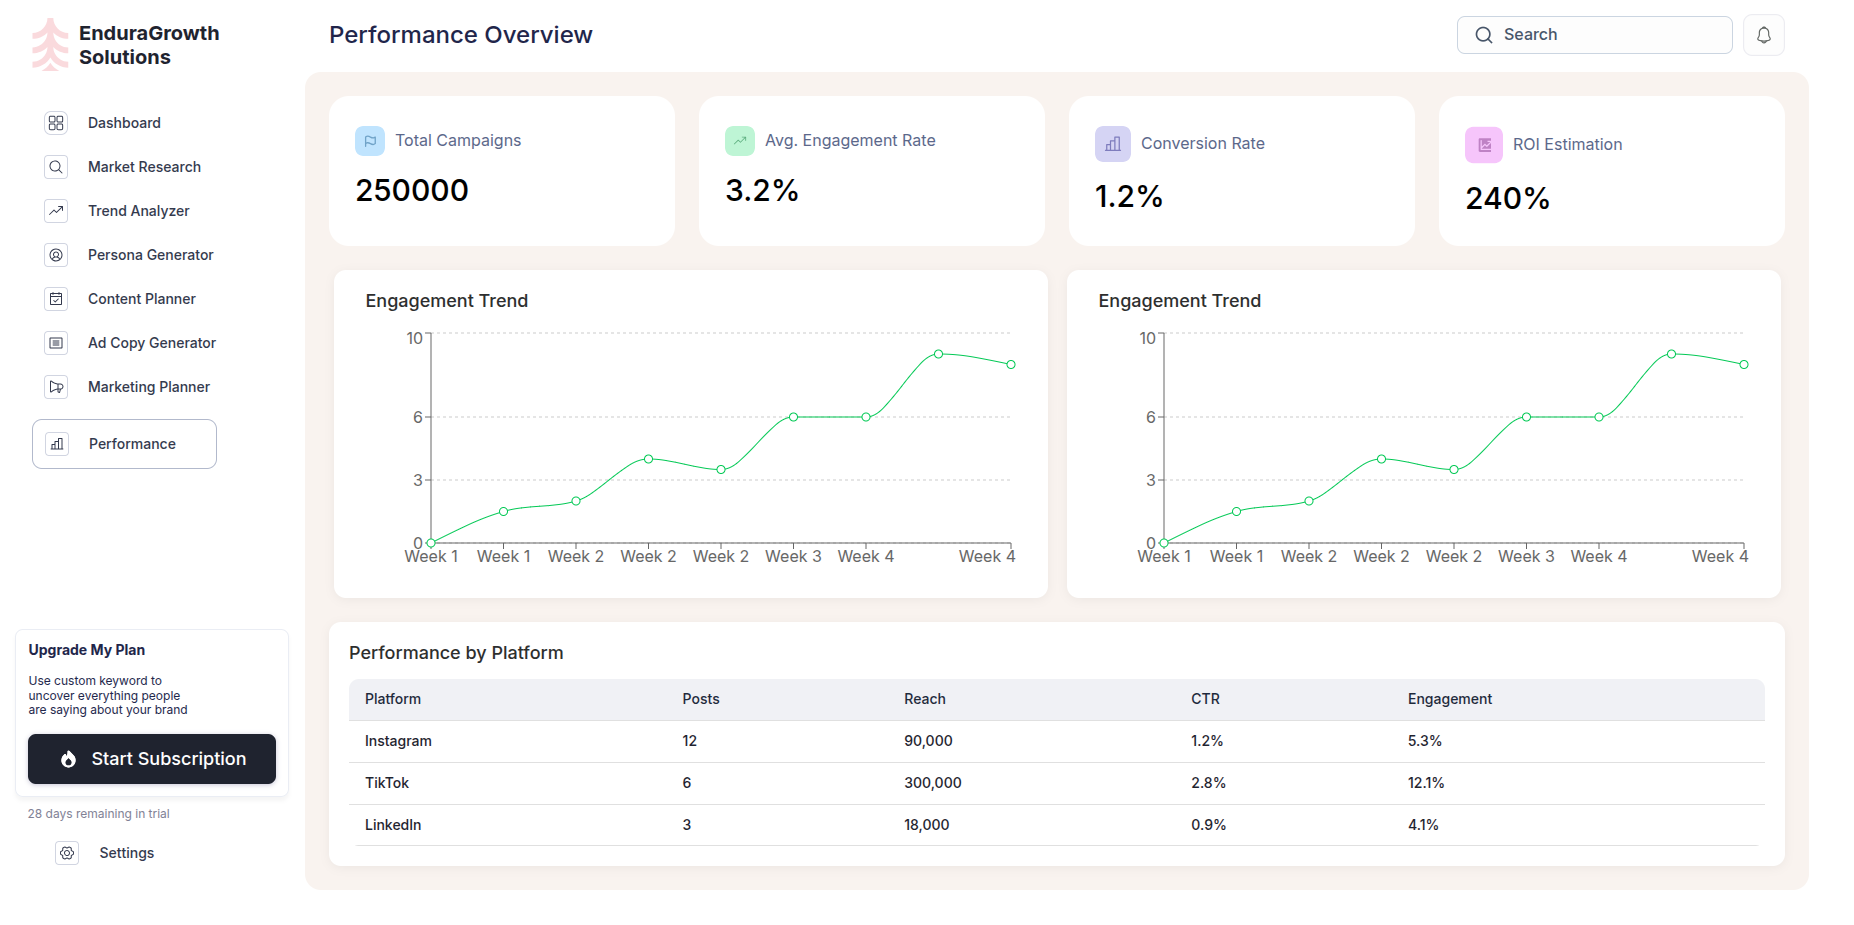 EnduraGrowth
Solutions
Performance Overview
Search
Dashboard
Market Research
Trend Analyzer
Persona Generator
Content Planner
Ad Copy Generator
Marketing Planner
Performance
Total Campaigns
250000
Avg. Engagement Rate
3.2%
Conversion Rate
1.2%
ROI Estimation
240%
Engagement Trend
10
6
3
0
Week 1 Week 1 Week 2 Week 2 Week 2 Week 3 Week 4 Week 4
Engagement Trend
10
6
3
0
Week 1 Week 1 Week 2 Week 2 Week 2 Week 3 Week 4 Week 4
Performance by Platform
Platform Posts Reach CTR Engagement
Instagram 12 90,000 1.2% 5.3%
TikTok 6 300,000 2.8% 12.1%
LinkedIn 3 18,000 0.9% 4.1%
Upgrade My Plan
Use custom keyword to
uncover everything people
are saying about your brand
Start Subscription
28 days remaining in trial
Settings